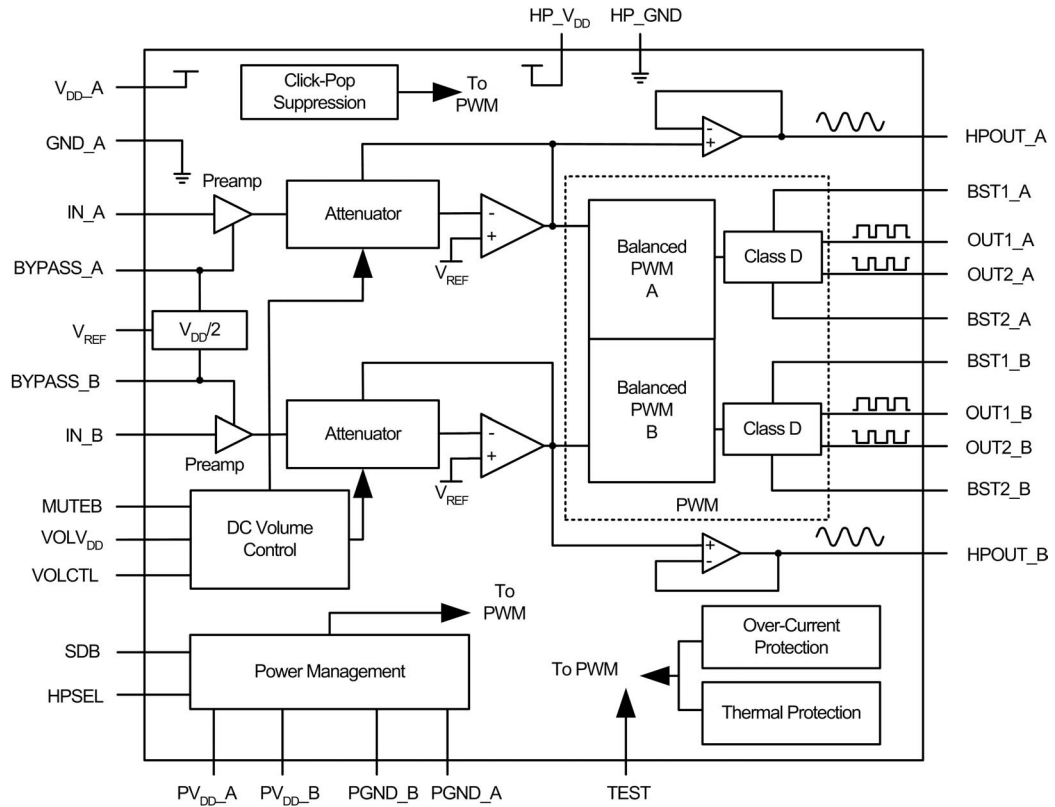 HP_VDD
HP_GND
VDD_A
Click-Pop
Suppression
To
PWM
GND_A
HPOUT_A
Preamp
IN_A
Attenuator
-
+
-
+
VREF
Balanced
PWM
A
Class D
BST1_A
OUT1_A
OUT2_A
BST2_A
BYPASS_A
VREF
VDD/2
BYPASS_B
IN_B
Preamp
Attenuator
-
+
VREF
Balanced
PWM
B
Class D
BST1_B
OUT1_B
OUT2_B
BST2_B
PWM
MUTEB
VOLVDD
VOLCTL
DC Volume
Control
+
-
HPOUT_B
To
PWM
SDB
HPSEL
Power Management
To PWM
Over-Current
Protection
Thermal Protection
PVDD_A
PVDD_B
PGND_B
PGND_A
TEST